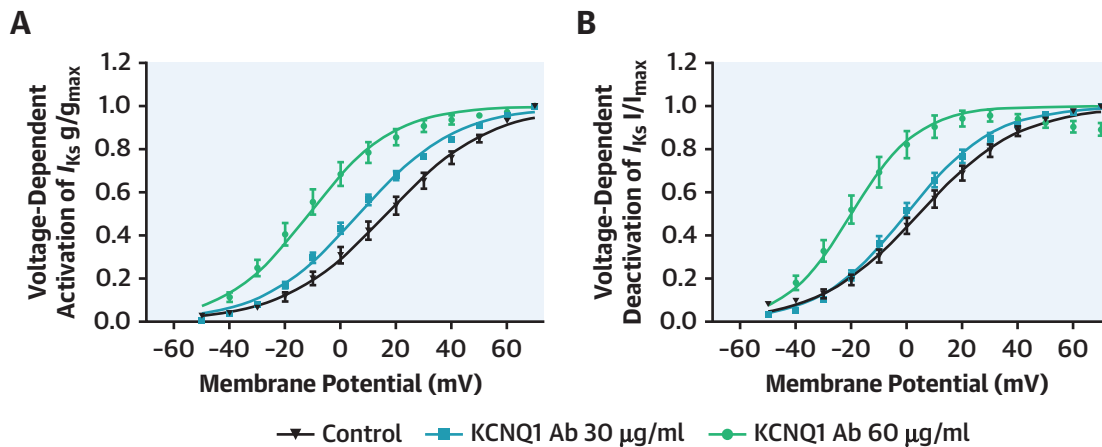 A
Voltage-Dependent
Activation of IKs g/gmax
1.2
1.0
0.8
0.6
0.4
0.2
0.0
-60 -40 -20 0 20 40 60
Membrane Potential (mV)
B
Voltage-Dependent
Deactivation of IKs I/Imax
1.2
1.0
0.8
0.6
0.4
0.2
0.0
-60 -40 -20 0 20 40 60
Membrane Potential (mV)
Control KCNQ1 Ab 30 μg/ml KCNQ1 Ab 60 μg/ml